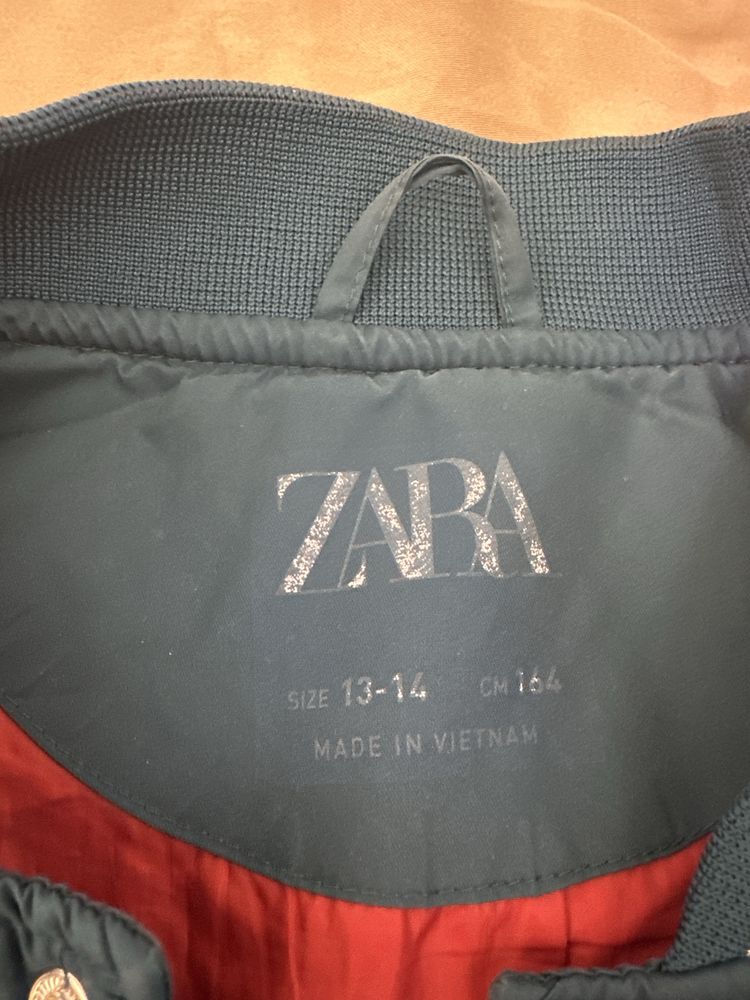 ZARA
SIZE 13-14 CM 164
MADE IN VIETNAM